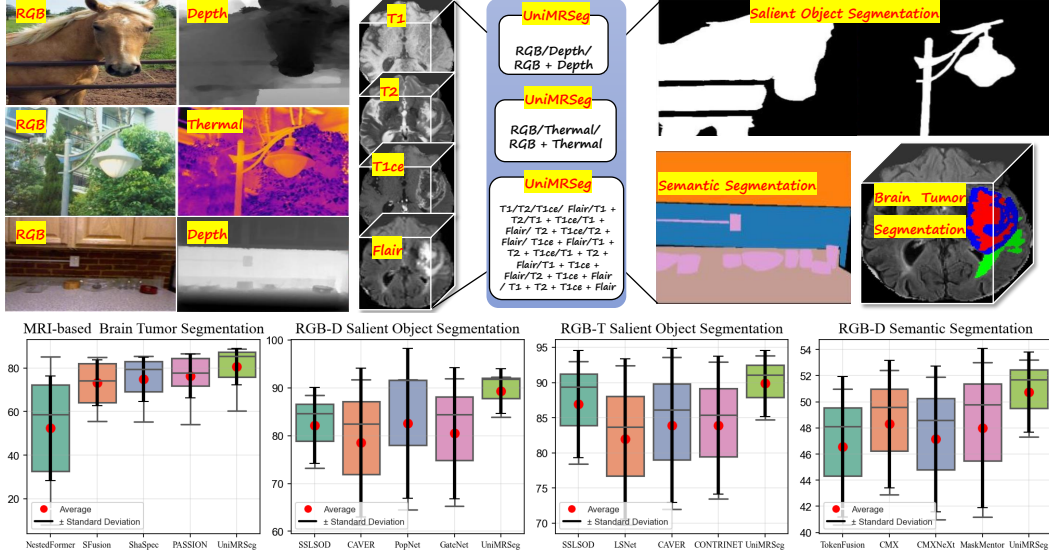 RGB
Depth
T1
UniMRSeg
RGB/Depth/
RGB + Depth
Salient Object Segmentation
T2
RGB
Thermal
UniMRSeg
RGB/Thermal/
RGB + Thermal
T1ce
UniMRSeg
T1/T2/T1ce/ Flair/T1 +
T2/T1 + T1ce/T1 +
Flair/ T2 + T1ce/T2 +
Flair/ T1ce + Flair/T1 +
T2 + T1ce/T1 + T2 +
Flair/T1 + T1ce +
Flair/T2 + T1ce + Flair
/ T1 + T2 + T1ce + Flair
Semantic Segmentation
Brain Tumor
Segmentation
RGB
Depth
Flair
MRI-based Brain Tumor Segmentation
80
60
40
20
Average
± Standard Deviation
NestedFormer SFusion ShaSpec PASSION UniMRSeg
RGB-D Salient Object Segmentation
100
90
80
70
60
Average
± Standard Deviation
SSLSOD CAVER PopNet GateNet UniMRSeg
RGB-T Salient Object Segmentation
95
90
85
80
75
70
Average
± Standard Deviation
SSLSOD LSNet CAVER CONTRINET UniMRSeg
RGB-D Semantic Segmentation
54
52
50
48
46
44
42
40
Average
± Standard Deviation
TokenFusion CMX CMXNeXt MaskMentor UniMRSeg